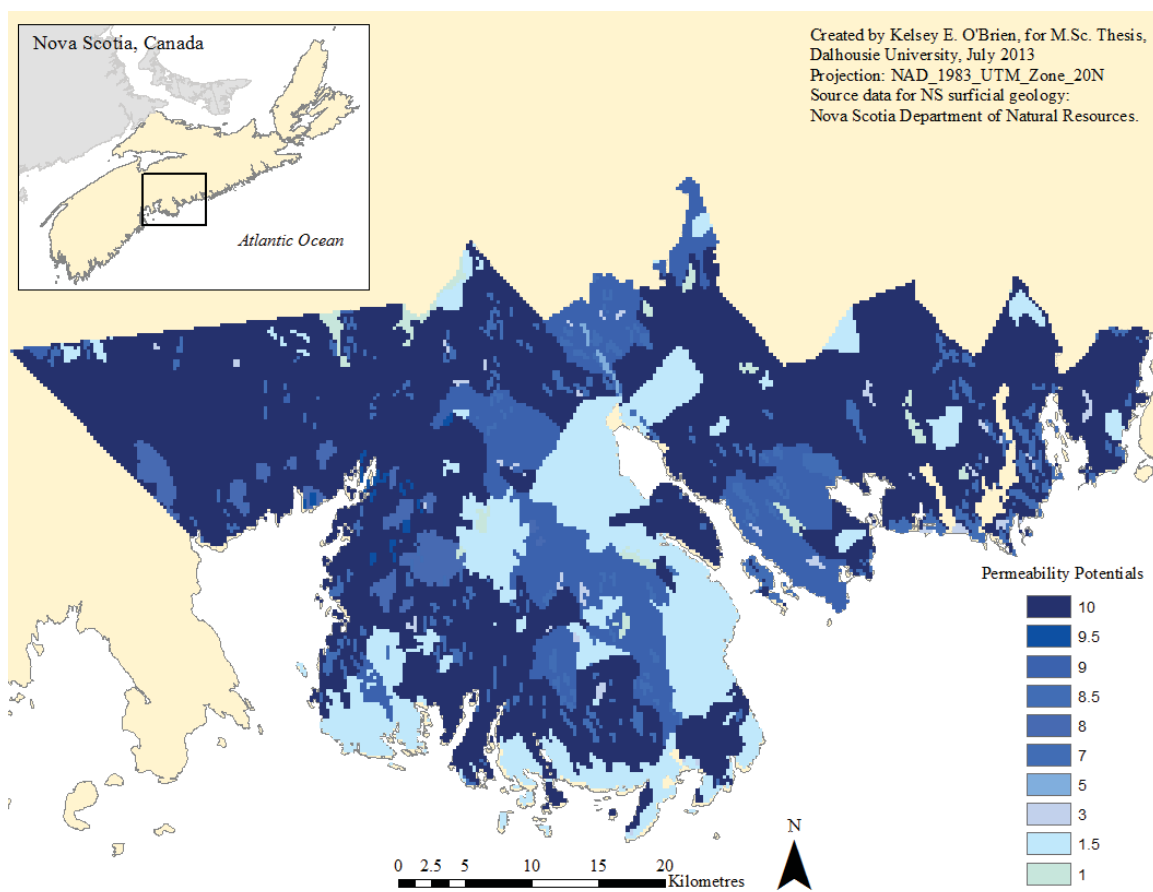 Nova Scotia, Canada
Atlantic Ocean
Created by Kelsey E. O'Brien, for M.Sc. Thesis,
Dalhousie University, July 2013
Projection: NAD_1983_UTM_Zone_20N
Source data for NS surficial geology:
Nova Scotia Department of Natural Resources.
Permeability Potentials
10
9.5
9
8.5
8
7
5
3
1.5
1
N
0 2.5 5 10 15 20
Kilometres